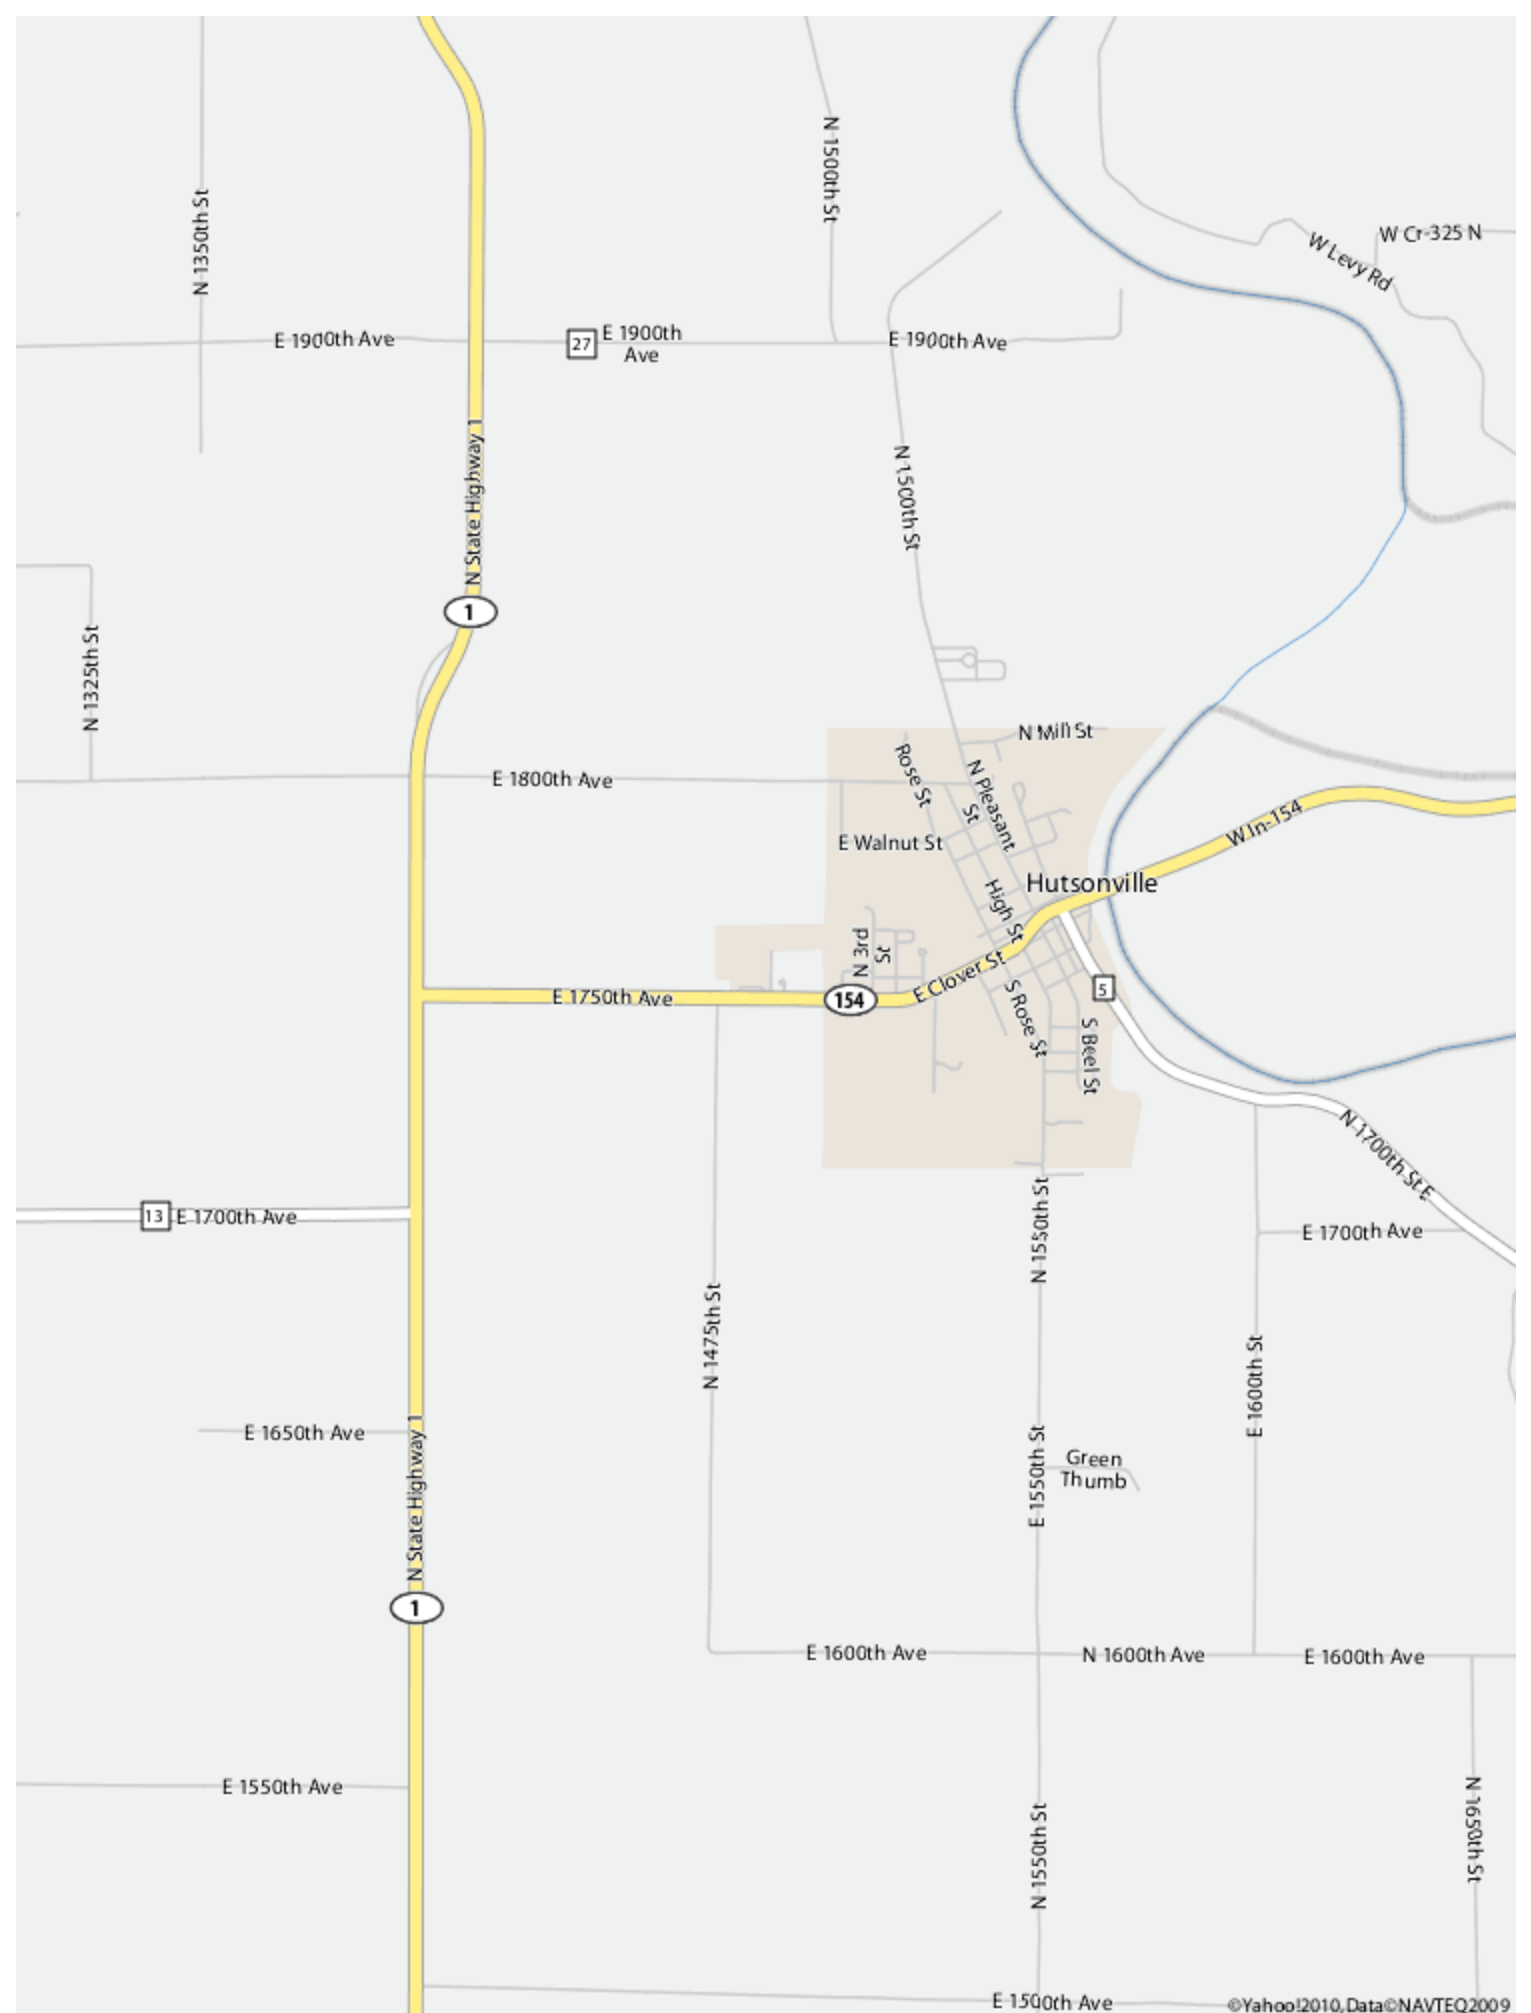 N 1500th St
N 1350th St
W Cr-325 N
W Levy Rd
E 1900th Ave
27
E 1900th
Ave
E 1900th Ave
N State Highway 1
N 1500th St
1
N 1325th St
N Mill St
E 1800th Ave
Rose St
N Pleasant
St
W In-154
E Walnut St
Hutsonville
High St
N 3rd
St
E Clover St
5
E 1750th Ave
154
S Rose St
S Beel St
N 1700th St E
13
E 1700th Ave
N 1550th St
E 1700th Ave
N 1475th St
E 1600th St
E 1650th Ave
N State Highway 1
E 1550th St
Green
Thumb
1
E 1600th Ave
N 1600th Ave
E 1600th Ave
E 1550th Ave
N 1550th St
N 1650th St
E 1500th Ave
©Yahoo!2010,Data©NAVTEQ2009